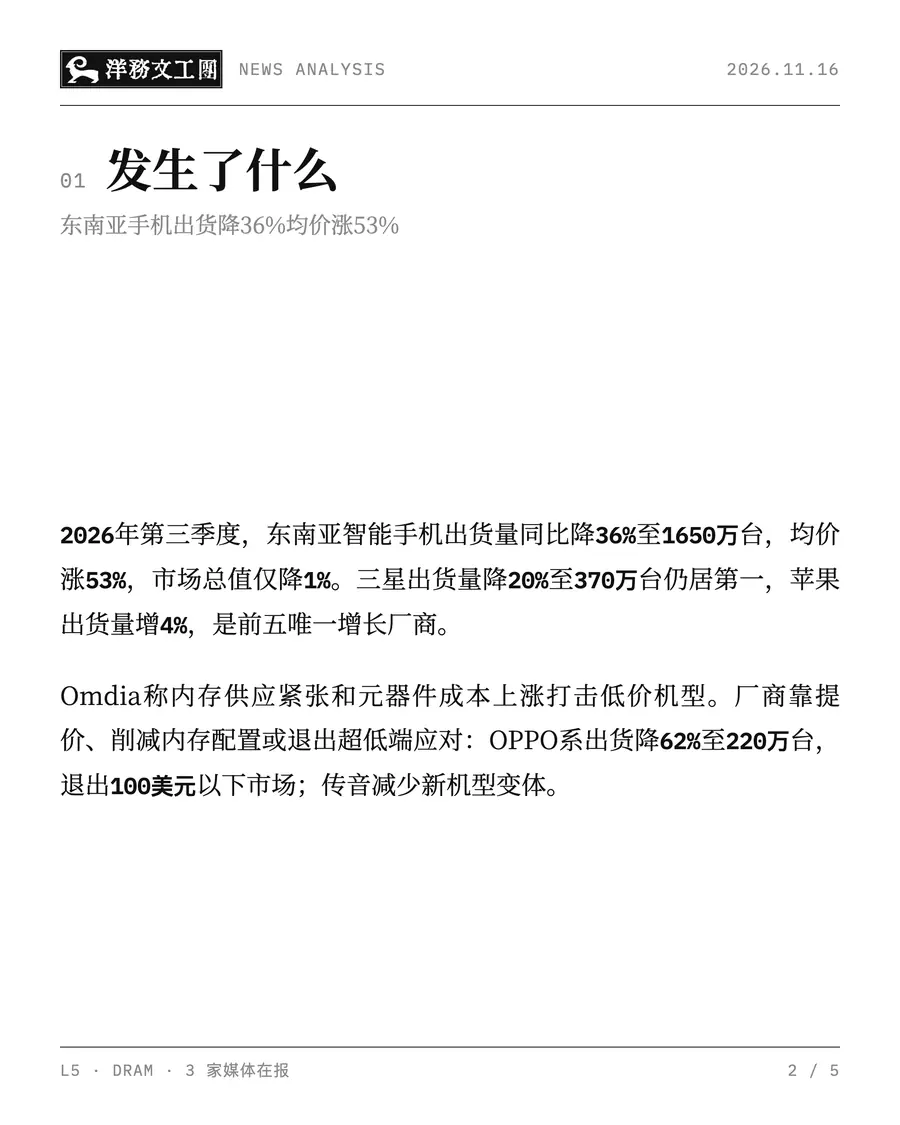 洋務文工團 NEWS ANALYSIS 2026.11.16
01 发生了什么
东南亚手机出货降36%均价涨53%
2026年第三季度，东南亚智能手机出货量同比降36%至1650万台，均价
涨53%，市场总值仅降1%。三星出货量降20%至370万台仍居第一，苹果
出货量增4%，是前五唯一增长厂商。
Omdia称内存供应紧张和元器件成本上涨打击低价机型。厂商靠提
价、削减内存配置或退出超低端应对：OPPO系出货降62%至220万台，
退出100美元以下市场；传音减少新机型变体。
L5 · DRAM · 3 家媒体在报 2 / 5